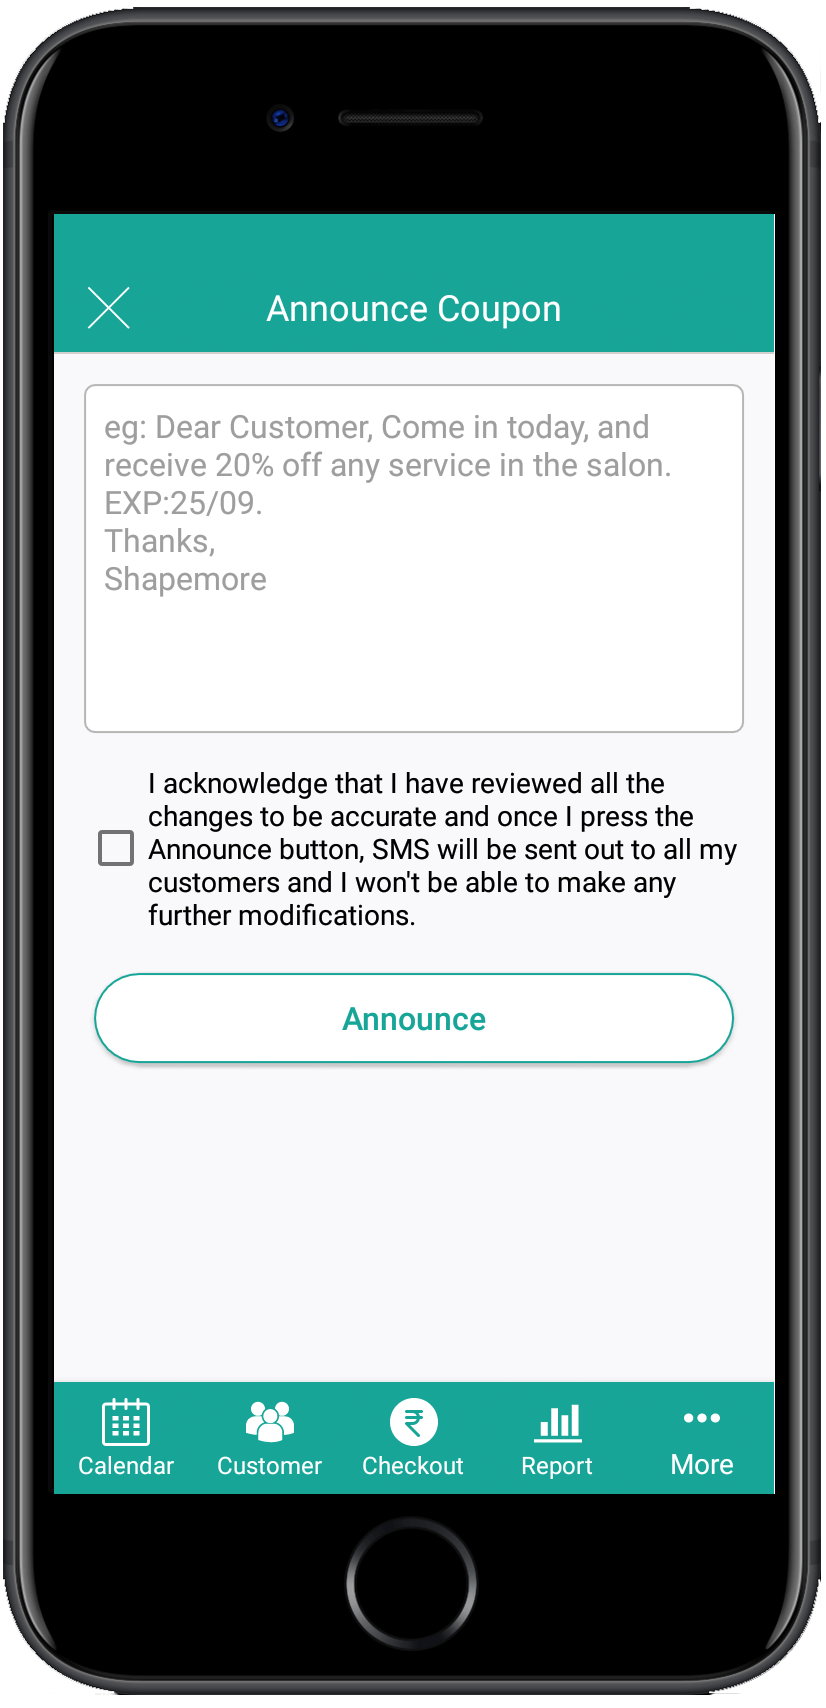 Announce Coupon
eg: Dear Customer, Come in today, and
receive 20% off any service in the salon.
EXP:25/09.
Thanks,
Shapemore
I acknowledge that I have reviewed all the
changes to be accurate and once I press the
Announce button, SMS will be sent out to all my
customers and I won't be able to make any
further modifications.
Announce
Calendar Customer Checkout Report More